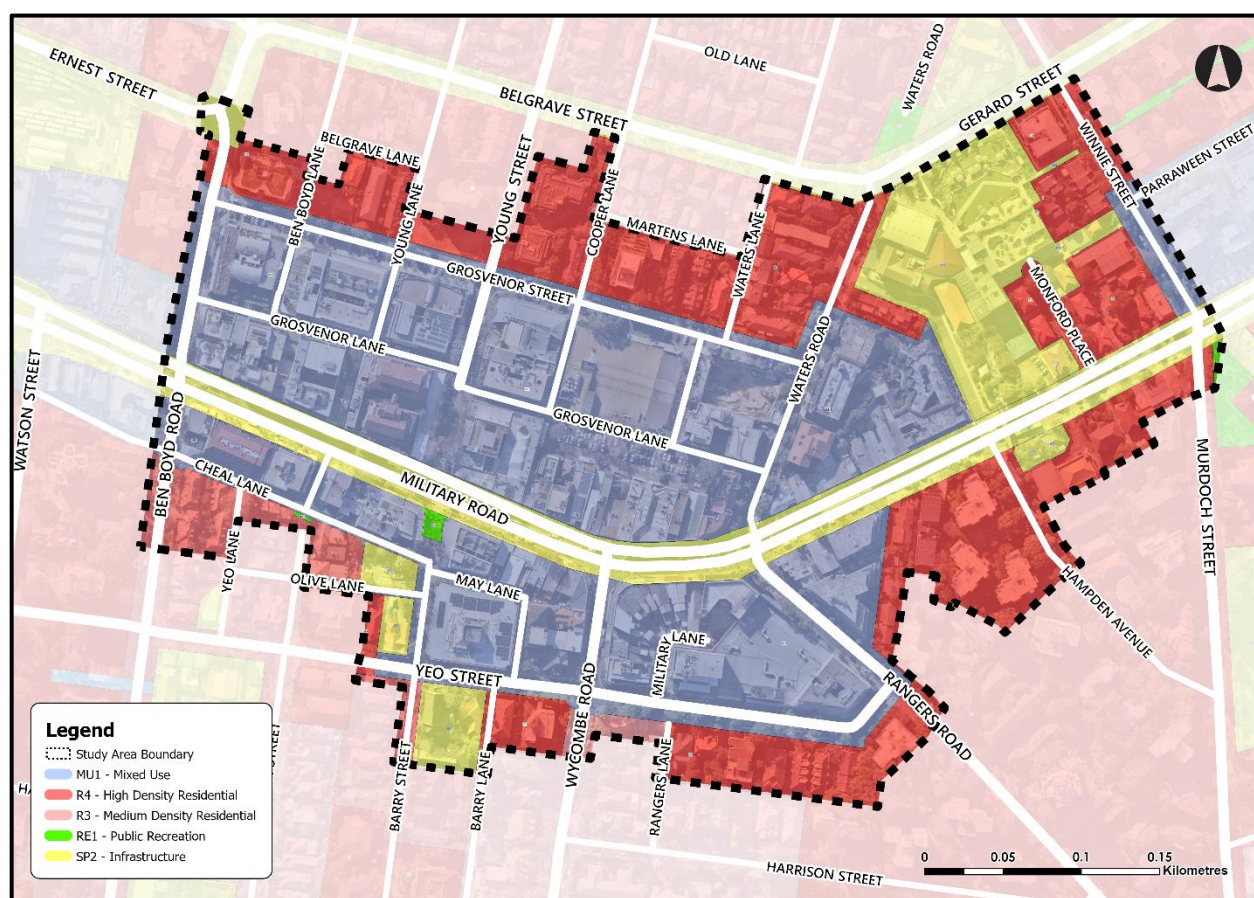 ERNEST STREET
BELGRAVE STREET
OLD LANE
WATERS ROAD
GERARD STREET
WINNIE STREET
PARRAWEEN STREET
BELGRAVE LANE
BEN BOYD LANE
YOUNG LANE
YOUNG STREET
COOPER LANE
MARTENS LANE
WATERS LANE
GROSVENOR STREET
WATERS ROAD
MONFORD PLACE
GROSVENOR LANE
GROSVENOR LANE
WATSON STREET
BEN BOYD ROAD
CHEAL LANE
MILITARY ROAD
MURDOCH STREET
HAMPDEN AVENUE
YEO LANE
OLIVE LANE
MAY LANE
MILITARY LANE
YEO STREET
WYCOMBE ROAD
RANGERS ROAD
BARRY STREET
BARRY LANE
RANGERS LANE
HARRISON STREET
Legend
Study Area Boundary
MU1 - Mixed Use
R4 - High Density Residential
R3 - Medium Density Residential
RE1 - Public Recreation
SP2 - Infrastructure
0 0.05 0.1 0.15
Kilometres